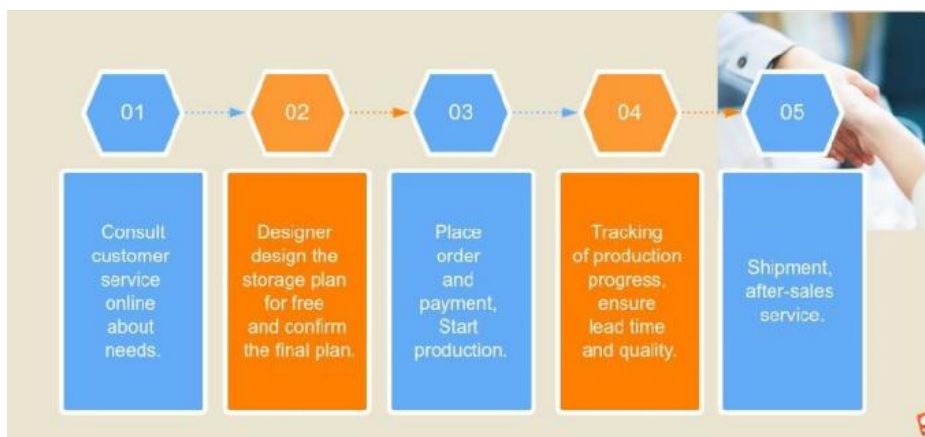 01
02
03
04
05
Consult
customer
service
online
about
needs.
Designer
design the
storage plan
for free
and confirm
the final plan.
Place
order
and
payment,
Start
production.
Tracking
of production
progress,
ensure
lead time
and quality.
Shipment,
after-sales
service.